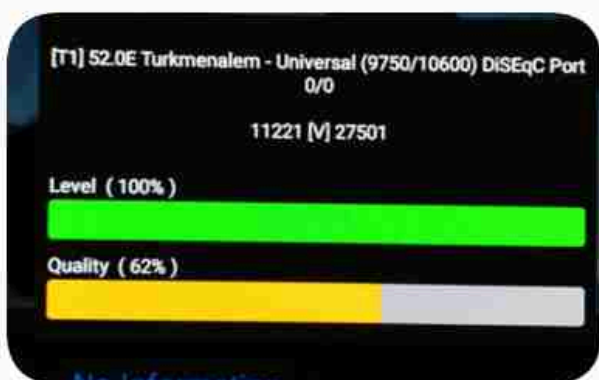 [T1] 52.0E Turkmenalem - Universal (9750/10600) DiSEqC Port
0/0
11221 [V] 27501
Level ( 100% )
Quality ( 62% )